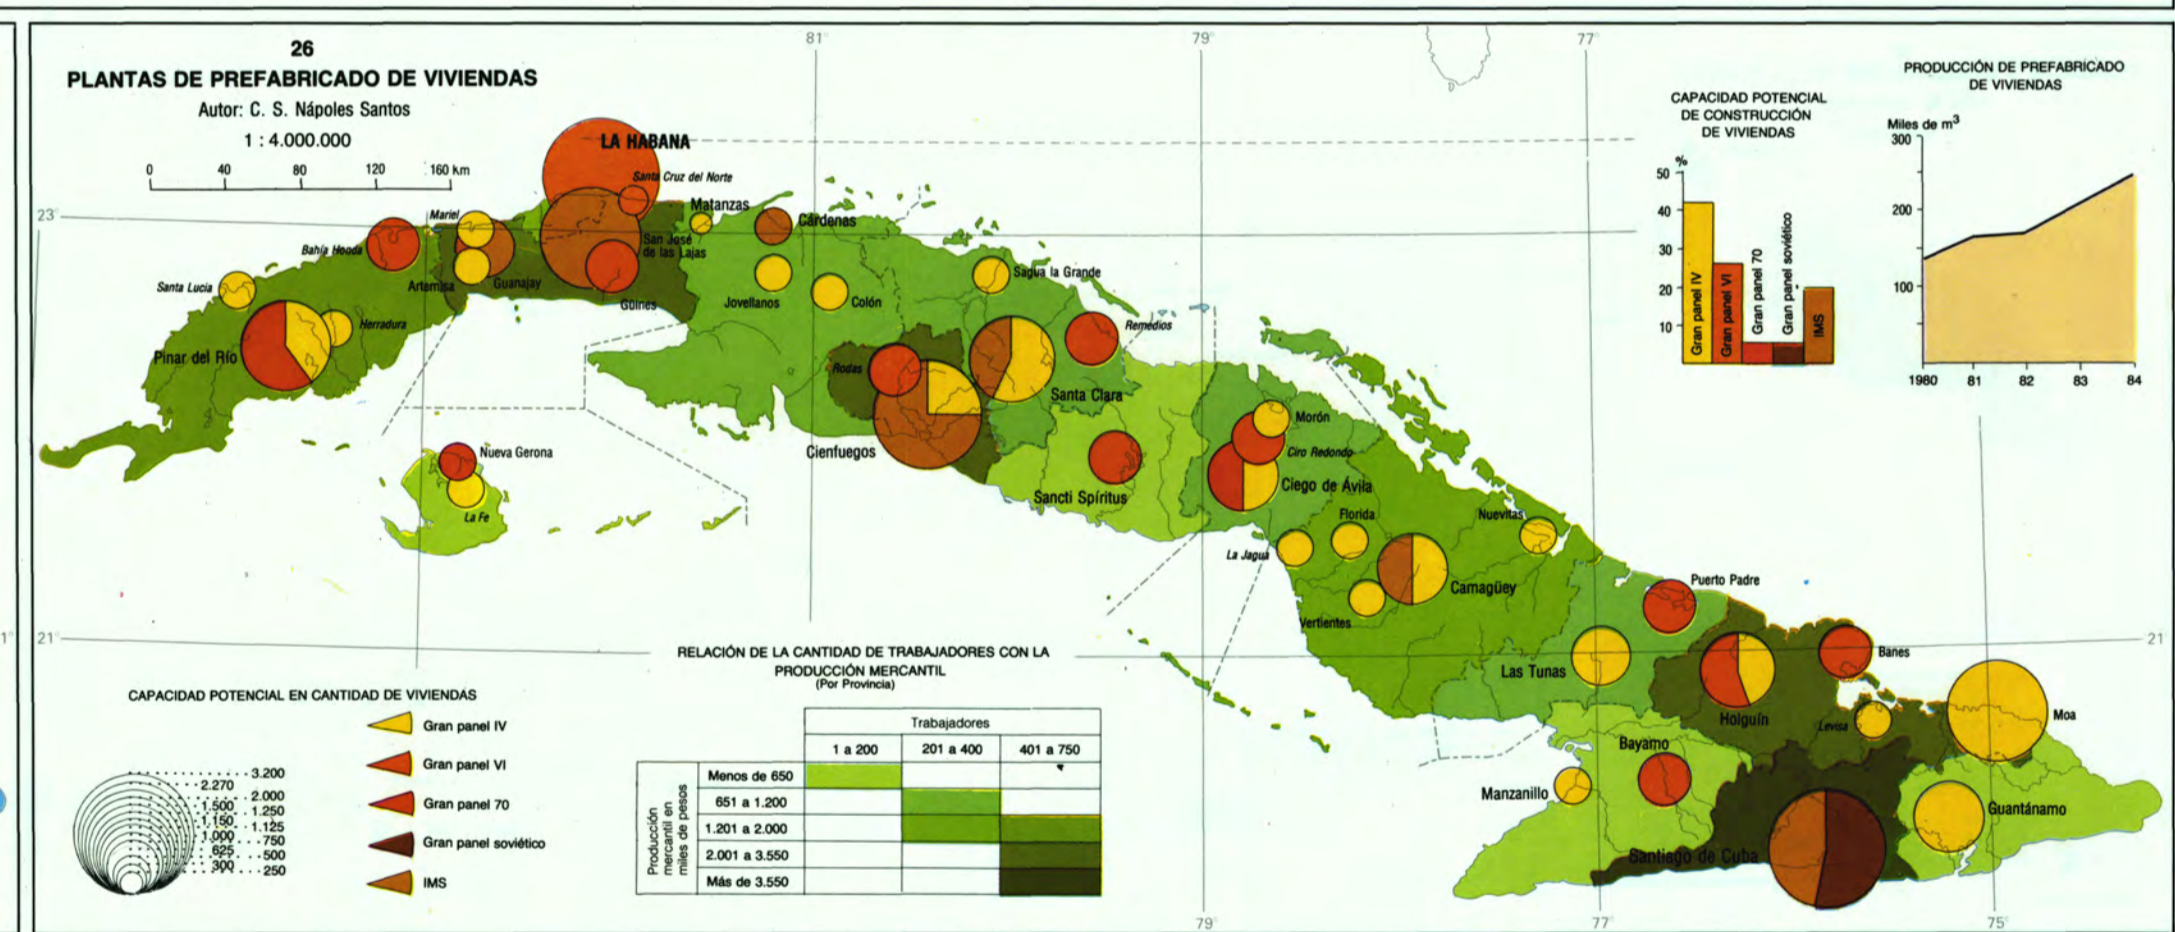 26
PLANTAS DE PREFABRICADO DE VIVIENDAS
Autor: C. S. Nápoles Santos
1 : 4.000.000
0 40 80 120 160 km
81°
79°
77°
23°
21°
1°
21
79°
77°
75°
LA HABANA
Santa Cruz del Norte
Mariel
Matanzas
Cárdenas
Bahía Honda
San José
de las Lajas
Santa Lucía
Artemisa
Guanajay
Güines
Jovellanos
Colón
Sagua la Grande
Herradura
Pinar del Río
Remedios
Rodas
Santa Clara
Cienfuegos
Nueva Gerona
La Fe
Sancti Spíritus
Morón
Ciro Redondo
Ciego de Ávila
Florida
Nuevitas
La Jagua
Camagüey
Vertientes
Puerto Padre
Las Tunas
Banes
Holguín
Levisa
Moa
Bayamo
Manzanillo
Guantánamo
Santiago de Cuba
CAPACIDAD POTENCIAL
DE CONSTRUCCIÓN
DE VIVIENDAS
%
50
40
30
20
10
Gran panel IV
Gran panel VI
Gran panel 70
Gran panel soviético
IMS
PRODUCCIÓN DE PREFABRICADO
DE VIVIENDAS
Miles de m³
300
200
100
1980 81 82 83 84
CAPACIDAD POTENCIAL EN CANTIDAD DE VIVIENDAS
3.200
2.270
2.000
1.500
1.250
1.150
1.125
1.000
750
625
500
300
250
Gran panel IV
Gran panel VI
Gran panel 70
Gran panel soviético
IMS
RELACIÓN DE LA CANTIDAD DE TRABAJADORES CON LA
PRODUCCIÓN MERCANTIL
(Por Provincia)
Trabajadores
1 a 200 201 a 400 401 a 750
Producción
mercantil en
miles de pesos
Menos de 650
651 a 1.200
1.201 a 2.000
2.001 a 3.550
Más de 3.550